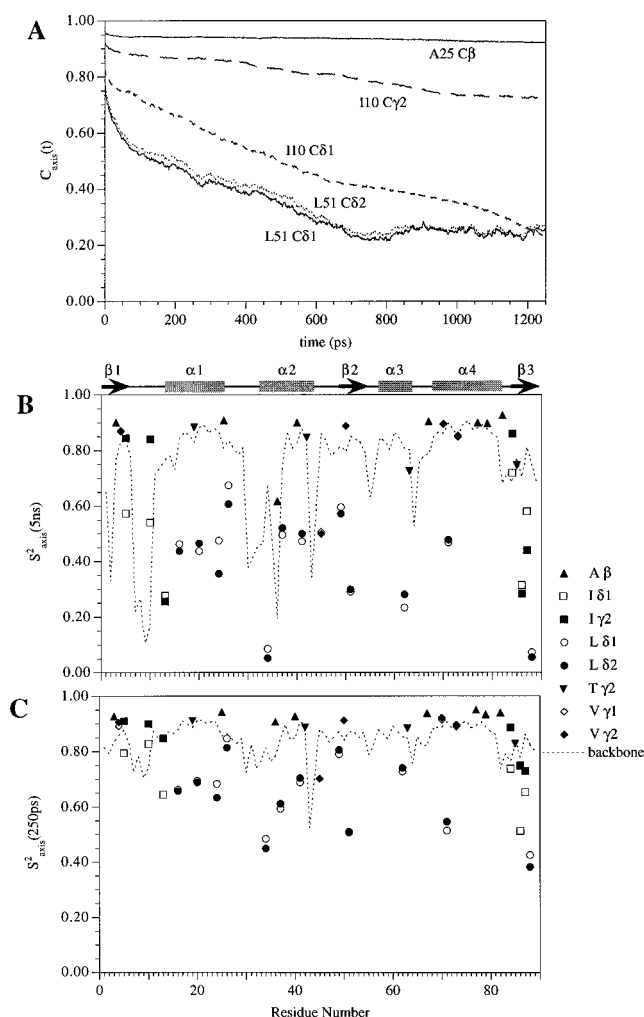 A
1.00
0.80
0.60
0.40
0.20
0.00
C_axis(t)
A25 Cβ
I10 Cγ2
I10 Cδ1
L51 Cδ2
L51 Cδ1
0 200 400 600 800 1000 1200
time (ps)
β1 α1 α2 β2 α3 α4 β3
B
1.00
0.80
0.60
0.40
0.20
0.00
S²_axis(5ns)
A β
I δ1
I γ2
L δ1
L δ2
T γ2
V γ1
V γ2
backbone
C
1.00
0.80
0.60
0.40
0.20
0.00
S²_axis(250ps)
0 20 40 60 80
Residue Number